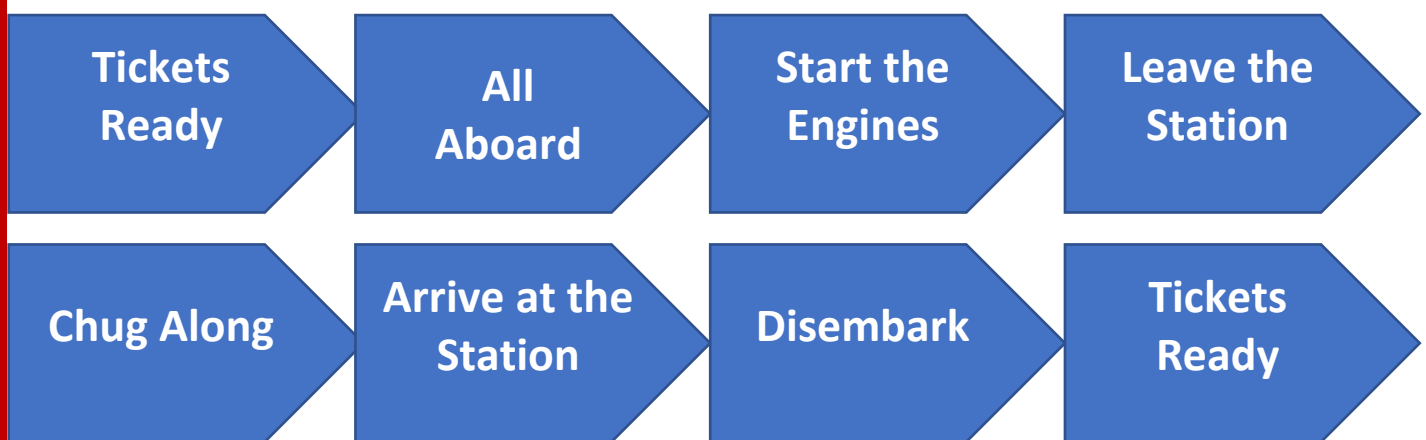 Tickets
Ready
All
Aboard
Start the
Engines
Leave the
Station
Chug Along
Arrive at the
Station
Disembark
Tickets
Ready